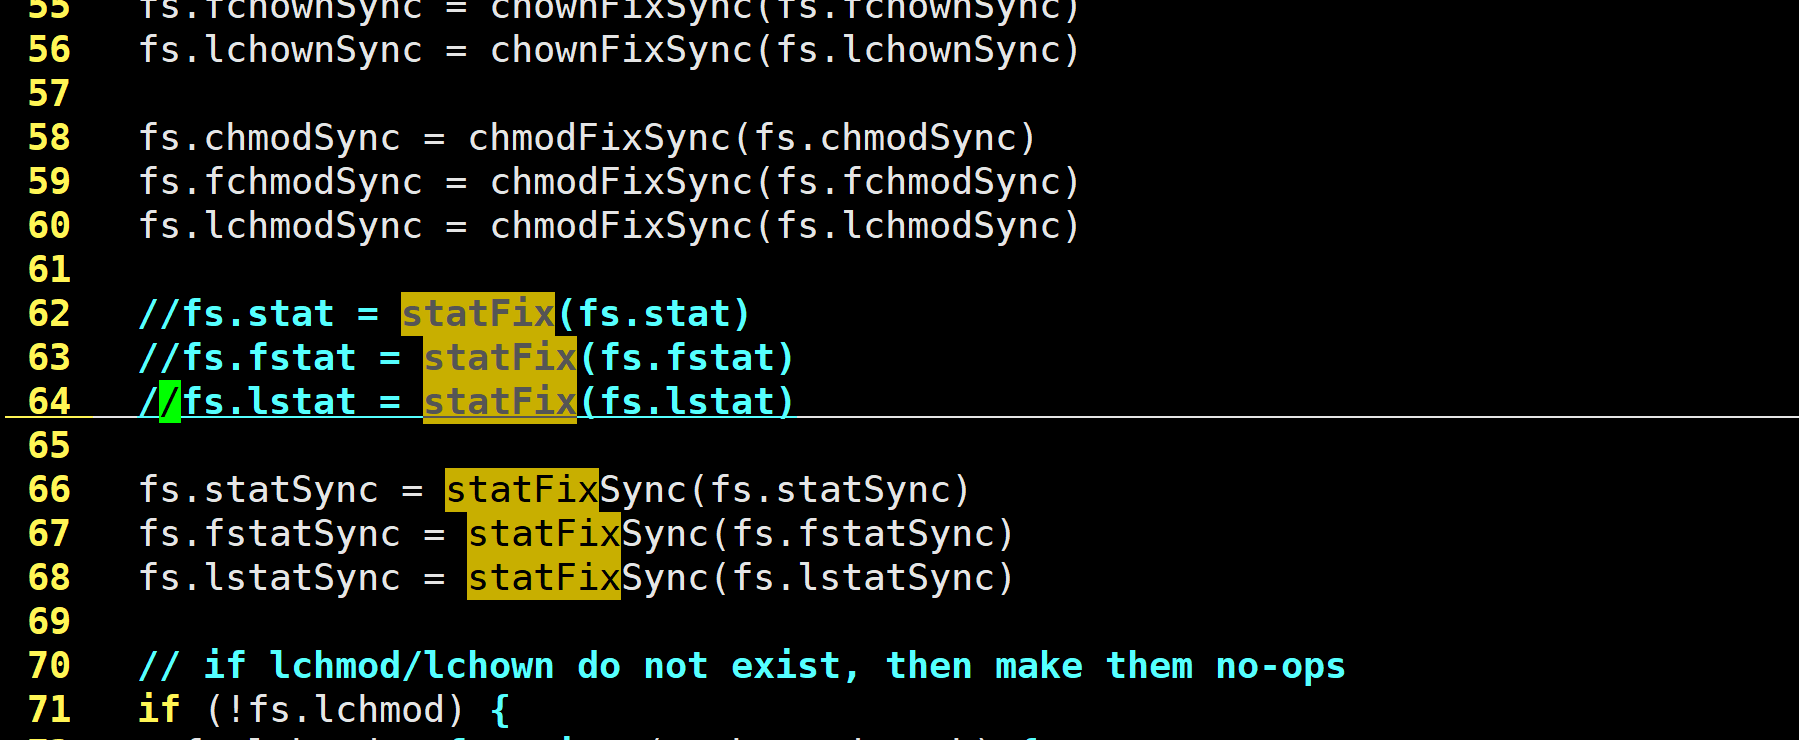 55   fs.fchownSync = chownFixSync(fs.fchownSync)
56   fs.lchownSync = chownFixSync(fs.lchownSync)
57
58   fs.chmodSync = chmodFixSync(fs.chmodSync)
59   fs.fchmodSync = chmodFixSync(fs.fchmodSync)
60   fs.lchmodSync = chmodFixSync(fs.lchmodSync)
61
62   //fs.stat = statFix(fs.stat)
63   //fs.fstat = statFix(fs.fstat)
64   //fs.lstat = statFix(fs.lstat)
65
66   fs.statSync = statFixSync(fs.statSync)
67   fs.fstatSync = statFixSync(fs.fstatSync)
68   fs.lstatSync = statFixSync(fs.lstatSync)
69
70   // if lchmod/lchown do not exist, then make them no-ops
71   if (!fs.lchmod) {